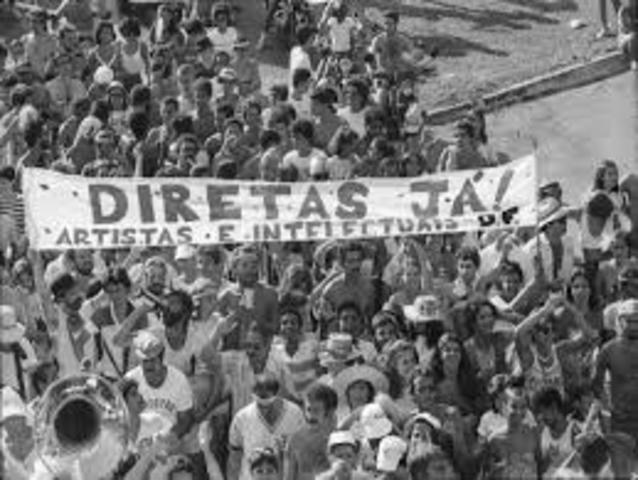 DIRETAS JÁ!
ARTISTAS E INTELECTUAIS DF